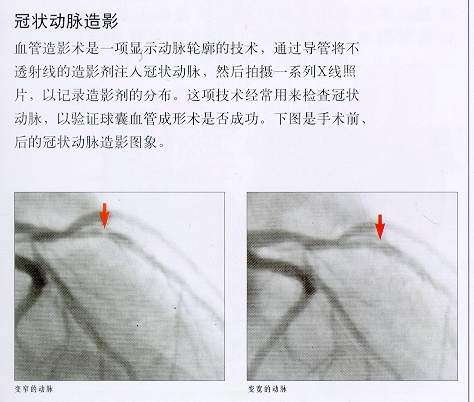 冠状动脉造影
血管造影术是一项显示动脉轮廓的技术，通过导管将不
透射线的造影剂注入冠状动脉，然后拍摄一系列X线照
片，以记录造影剂的分布。这项技术经常用来检查冠状
动脉，以验证球囊血管成形术是否成功。下图是手术前、
后的冠状动脉造影图象。
变窄的动脉
变宽的动脉